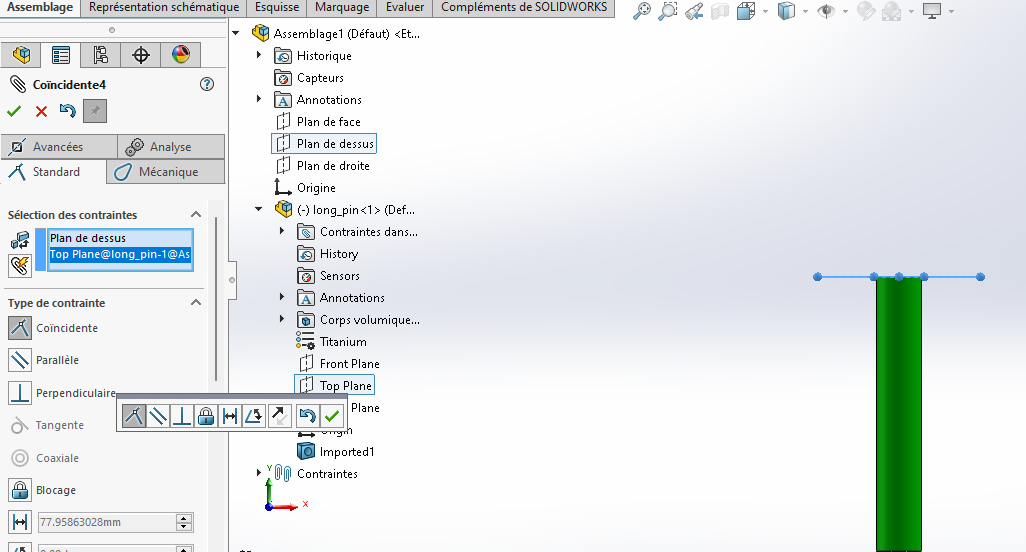 Assemblage Représentation schématique Esquisse Marquage Evaluer Compléments de SOLIDWORKS
Coïncidente4
Avancées Analyse
Standard Mécanique
Sélection des contraintes
Plan de dessus
Top Plane@long_pin-1@As
Type de contrainte
Coïncidente
Parallèle
Perpendiculaire
Tangente
Coaxiale
Blocage
77.95863028mm
Assemblage1 (Défaut) <Et...
Historique
Capteurs
Annotations
Plan de face
Plan de dessus
Plan de droite
Origine
(-) long_pin<1> (Def...
Contraintes dans...
History
Sensors
Annotations
Corps volumique...
Titanium
Front Plane
Top Plane
Plane
Imported1
Contraintes
Y
X